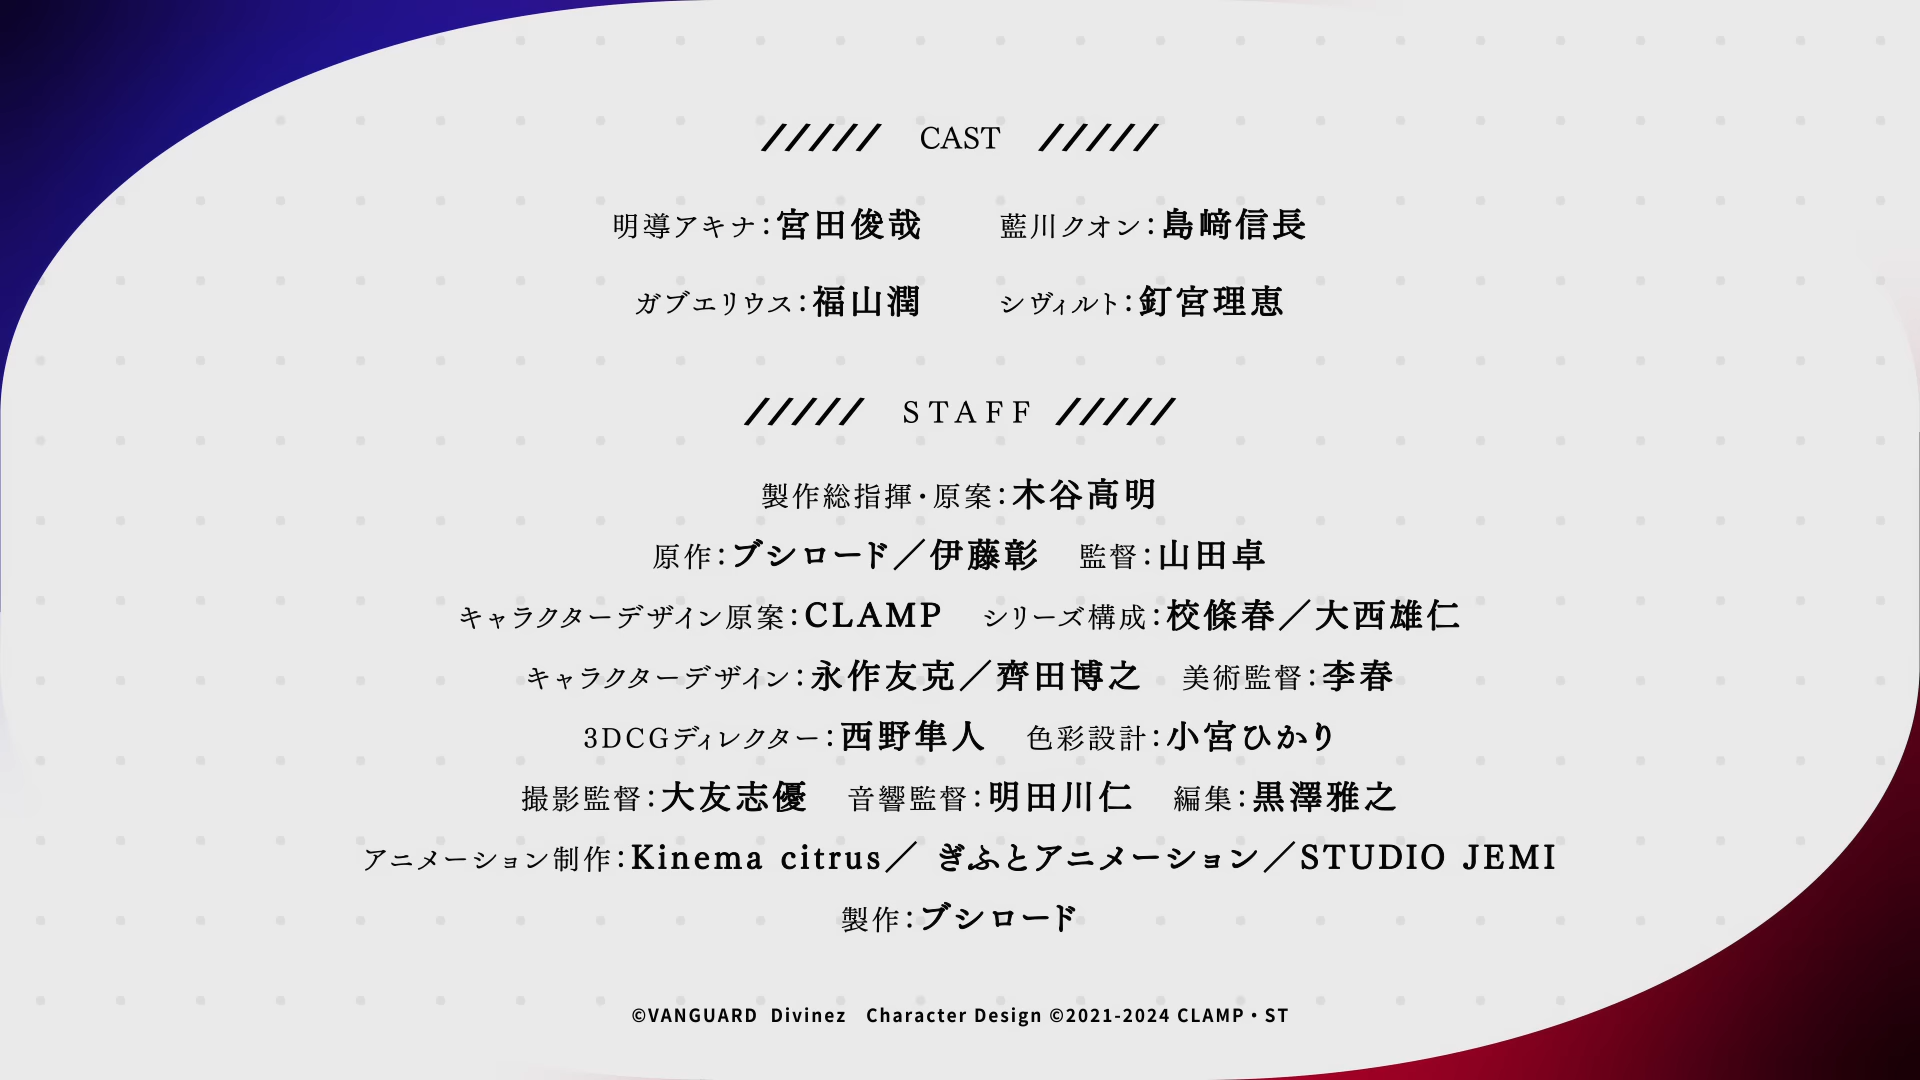 ///// CAST /////
明導アキナ：宮田俊哉　藍川クオン：島﨑信長
ガブエリウス：福山潤　シヴィルト：釘宮理恵
///// STAFF /////
製作総指揮・原案：木谷高明
原作：ブシロード／伊藤彰　監督：山田卓
キャラクターデザイン原案：CLAMP　シリーズ構成：校條春／大西雄仁
キャラクターデザイン：永作友克／齊田博之　美術監督：李春
3DCGディレクター：西野隼人　色彩設計：小宮ひかり
撮影監督：大友志優　音響監督：明田川仁　編集：黒澤雅之
アニメーション制作：Kinema citrus／ ぎふとアニメーション／STUDIO JEMI
製作：ブシロード
©VANGUARD Divinez　Character Design ©2021-2024 CLAMP・ST